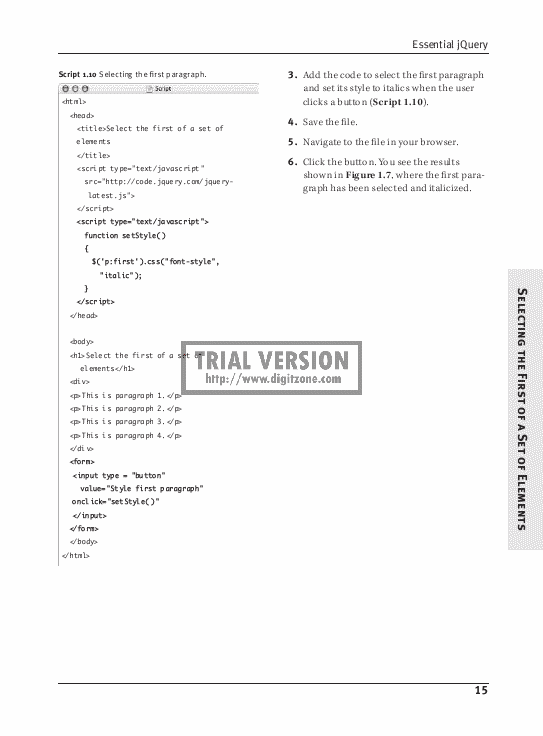 Essential jQuery
Script 1.10 Selecting the first paragraph.
Script
<html>
<head>
<title>Select the first of a set of
elements
</title>
<script type="text/javascript"
src="http://code.jquery.com/jquery-
latest.js">
</script>
<script type="text/javascript">
function setStyle()
{
$('p:first').css("font-style",
"italic");
}
</script>
</head>
<body>
<h1>Select the first of a set of
elements</h1>
<div>
<p>This is paragraph 1.</p>
<p>This is paragraph 2.</p>
<p>This is paragraph 3.</p>
<p>This is paragraph 4.</p>
</div>
<form>
<input type = "button"
value="Style first paragraph"
onclick="setStyle()"
</input>
</form>
</body>
</html>
3. Add the code to select the first paragraph
and set its style to italics when the user
clicks a button (Script 1.10).
4. Save the file.
5. Navigate to the file in your browser.
6. Click the button. You see the results
shown in Figure 1.7, where the first para-
graph has been selected and italicized.
TRIAL VERSION
http://www.digitzone.com
Selecting the First of a Set of Elements
15